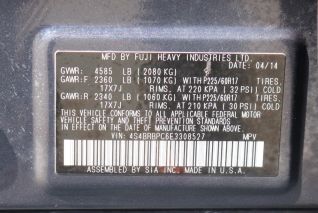 MFD BY FUJI HEAVY INDUSTRIES LTD.
04/14
GVWR: 4585 LB (2080 KG)
GAWR:F 2360 LB (1070 KG) WITH P225/60R17 TIRES,
17X7J RIMS, AT 220 KPA ( 32 PSI) COLD
GAWR:R 2340 LB (1060 KG) WITH P225/60R17 TIRES,
17X7J RIMS, AT 210 KPA ( 30 PSI) COLD
THIS VEHICLE CONFORMS TO ALL APPLICABLE
FEDERAL MOTOR VEHICLE SAFETY AND BUMPER
STANDARDS IN EFFECT ON THE DATE OF
MANUFACTURE SHOWN ABOVE.
VIN: 4S4BRBPC6E3308527 MPV
ASSEMBLED BY SIA INC. MADE IN U.S.A.